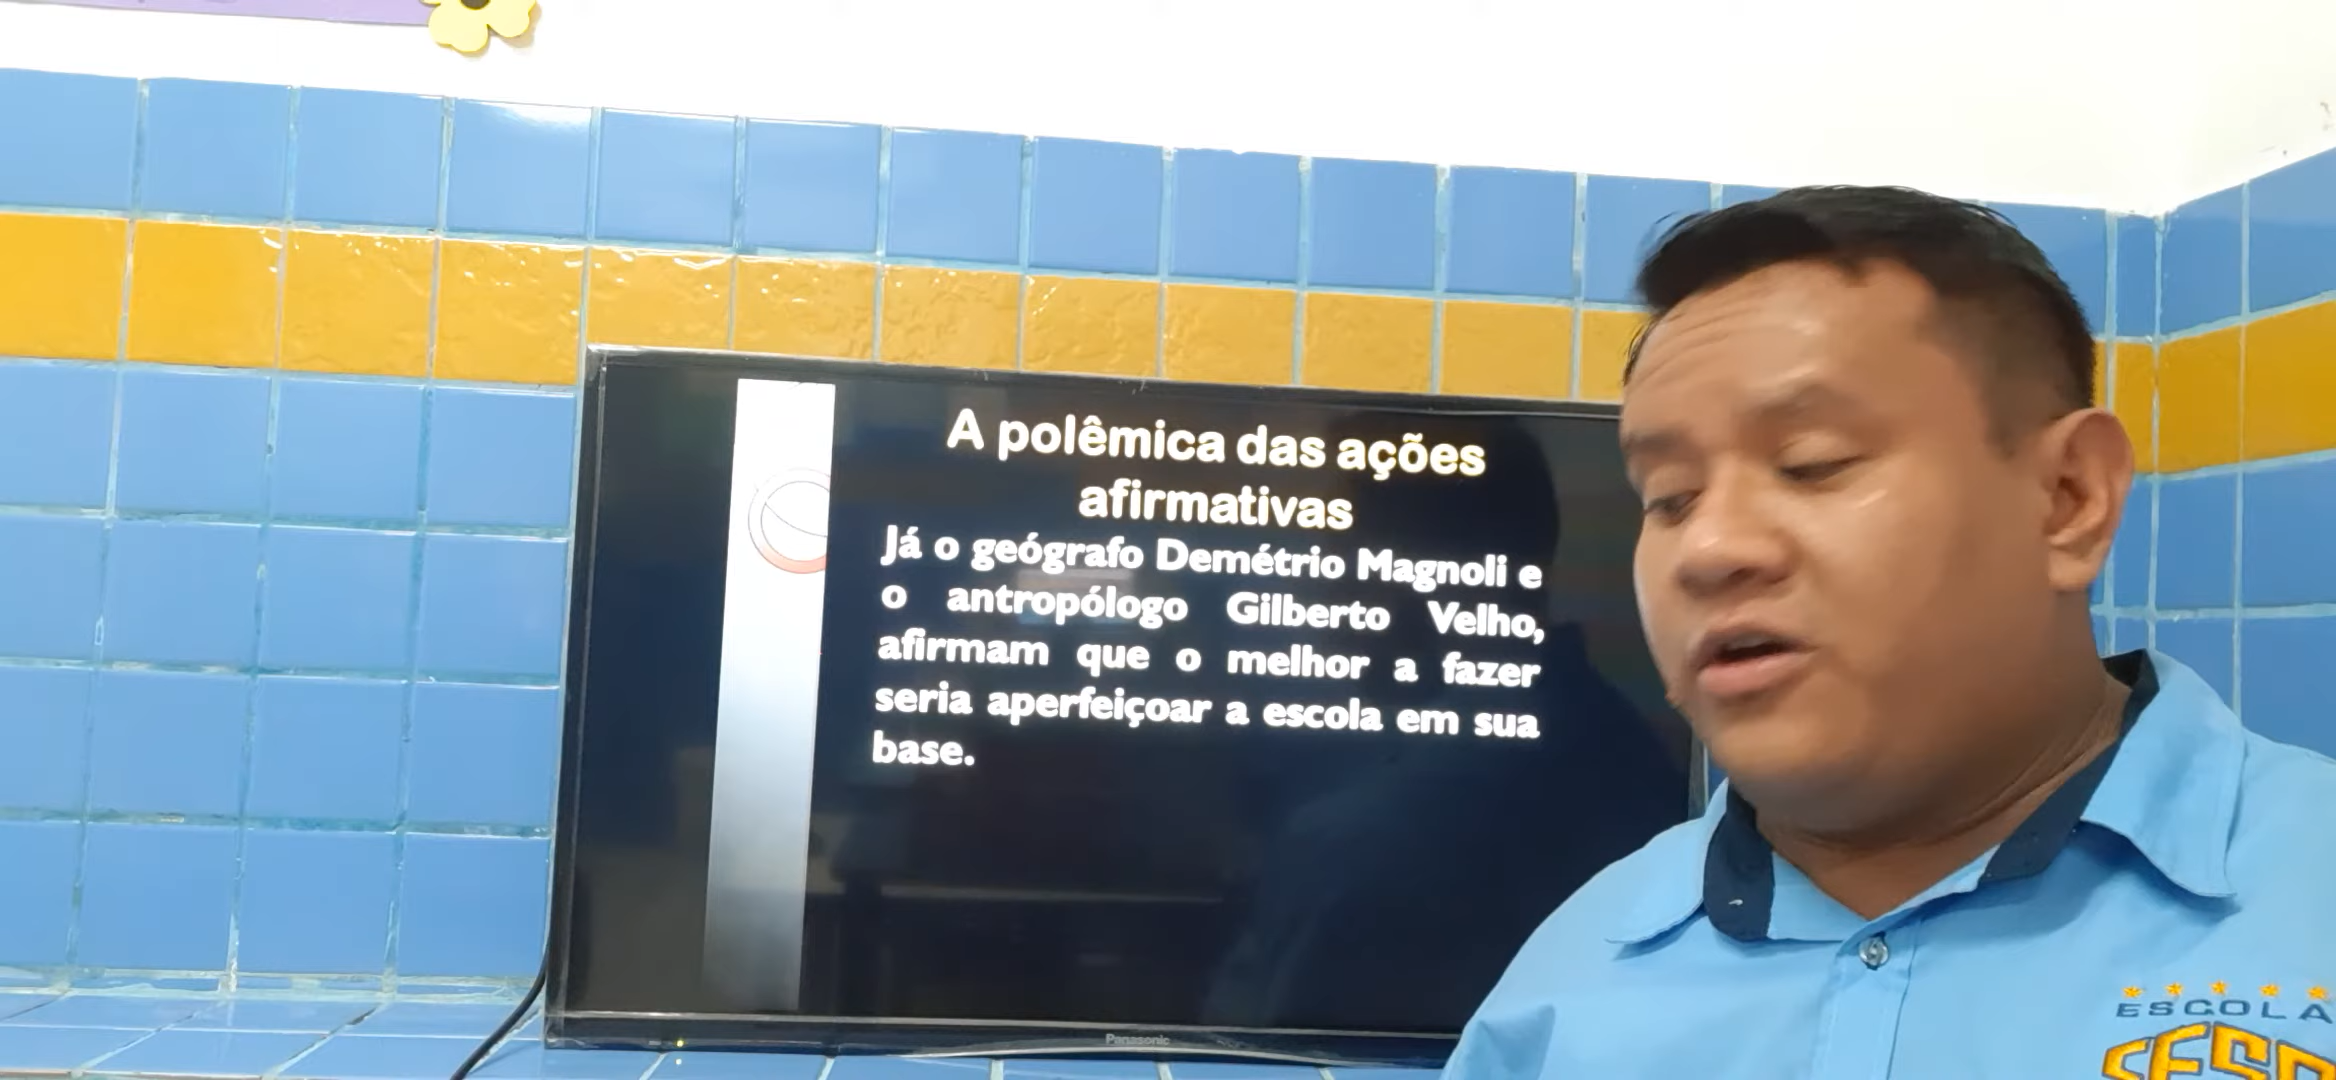 A polêmica das ações
afirmativas
Já o geógrafo Demétrio Magnoli e
o antropólogo Gilberto Velho,
afirmam que o melhor a fazer
seria aperfeiçoar a escola em sua
base.
Panasonic
ESCOLA